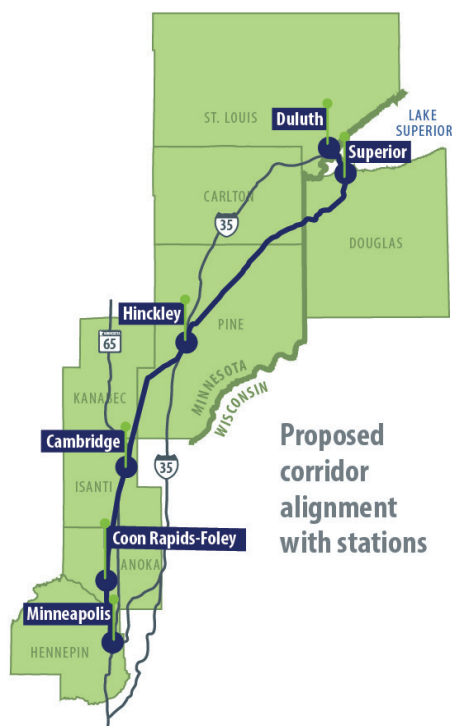 ST. LOUIS
Duluth
LAKE
SUPERIOR
Superior
CARLTON
35
DOUGLAS
Hinckley
PINE
65
MINNESOTA
WISCONSIN
KANABEC
Cambridge
35
ISANTI
Proposed
corridor
alignment
with stations
Coon Rapids-Foley
ANOKA
Minneapolis
HENNEPIN